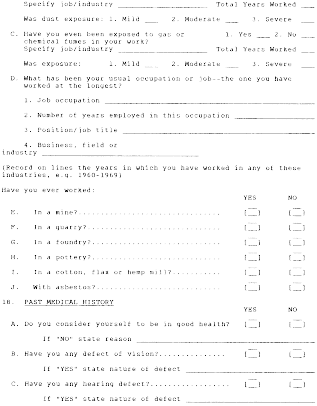 Specify job/industry ____________________ Total Years Worked ___
Was dust exposure: 1. Mild ___ 2. Moderate ___ 3. Severe ___
C. Have you even been exposed to gas or 1. Yes ___ 2. No ___
chemical fumes in your work?
Specify job/industry ____________________ Total Years Worked ___
Was exposure: 1. Mild ___ 2. Moderate ___ 3. Severe ___
D. What has been your usual occupation or job--the one you have
worked at the longest?
1. Job occupation ____________________
2. Number of years employed in this occupation ____________________
3. Position/job title ____________________
4. Business, field or
industry ____________________
(Record on lines the years in which you have worked in any of these
industries, e.g. 1960-1969)
Have you ever worked:
YES NO
E. In a mine?.............................. [__] [__]
F. In a quarry?............................ [__] [__]
G. In a foundry?........................... [__] [__]
H. In a pottery?........................... [__] [__]
I. In a cotton, flax or hemp mill?......... [__] [__]
J. With asbestos?.......................... [__] [__]
18. PAST MEDICAL HISTORY
YES NO
A. Do you consider yourself to be in good health? [__] [__]
If "NO" state reason ____________________
B. Have you any defect of vision?............... [__] [__]
If "YES" state nature of defect ____________________
C. Have you any hearing defect?................. [__] [__]
If "YES" state nature of defect ____________________